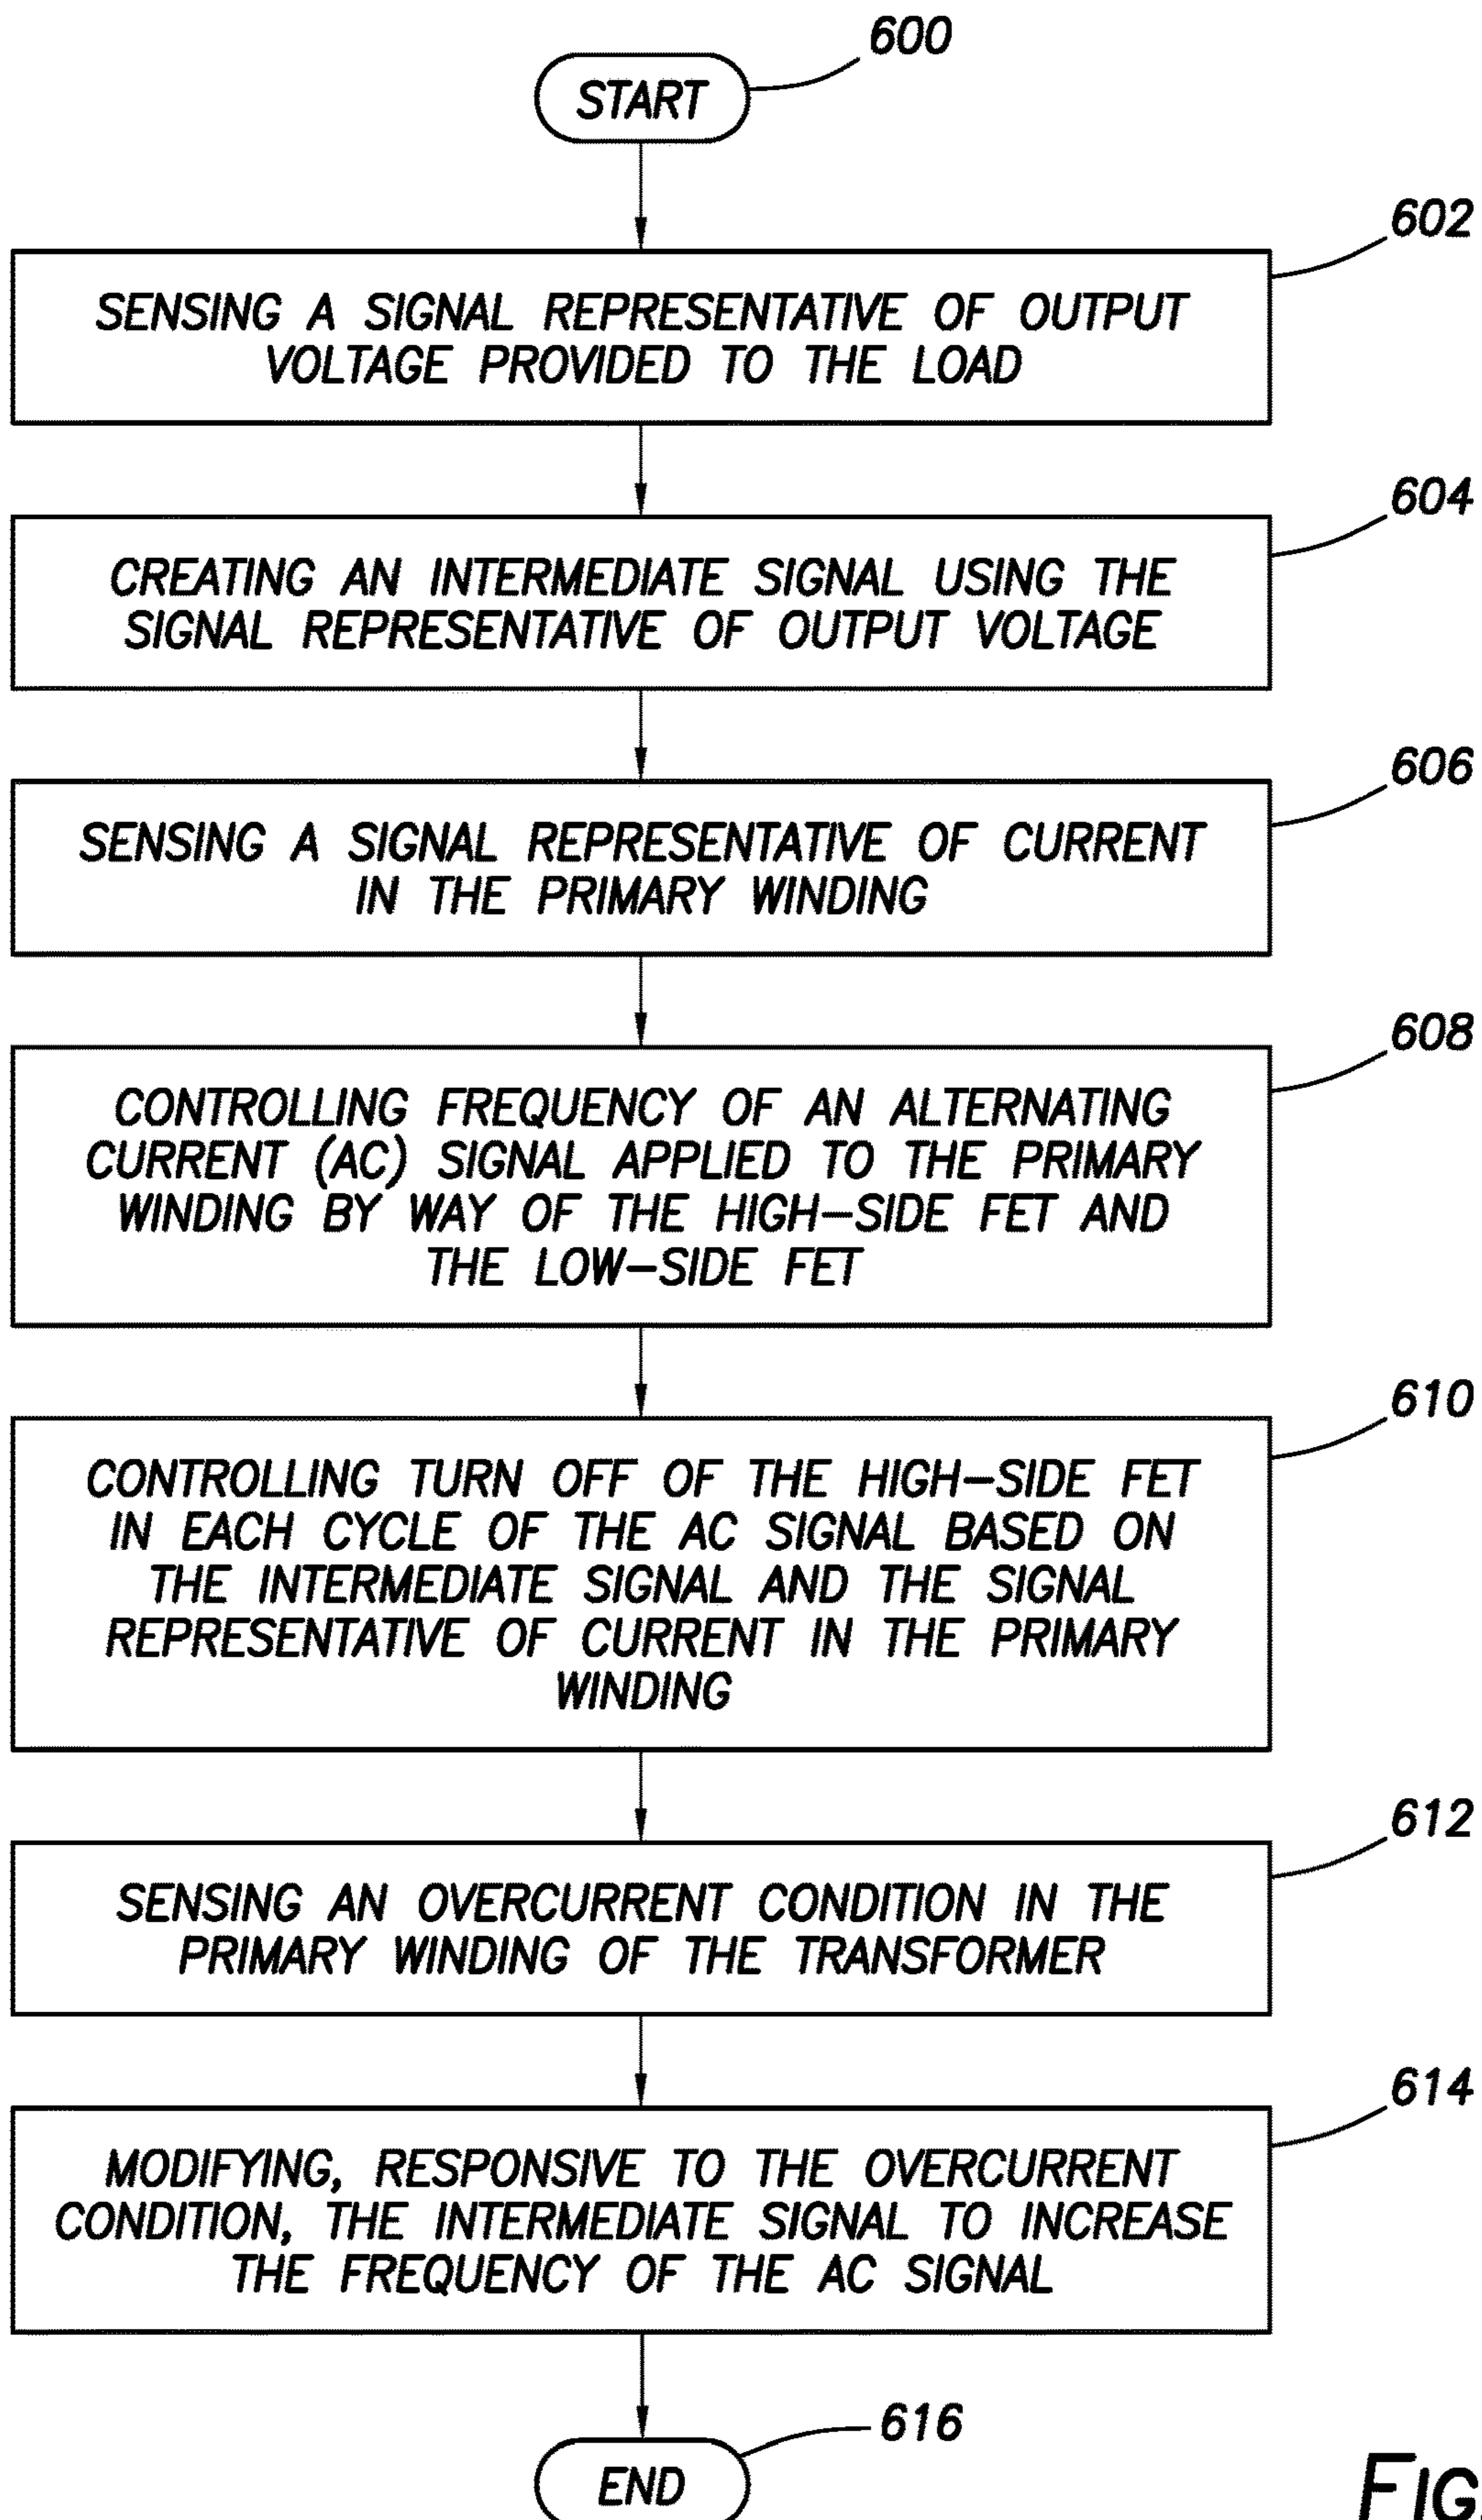 600
START
602
SENSING A SIGNAL REPRESENTATIVE OF OUTPUT
VOLTAGE PROVIDED TO THE LOAD
604
CREATING AN INTERMEDIATE SIGNAL USING THE
SIGNAL REPRESENTATIVE OF OUTPUT VOLTAGE
606
SENSING A SIGNAL REPRESENTATIVE OF CURRENT
IN THE PRIMARY WINDING
608
CONTROLLING FREQUENCY OF AN ALTERNATING
CURRENT (AC) SIGNAL APPLIED TO THE PRIMARY
WINDING BY WAY OF THE HIGH-SIDE FET AND
THE LOW-SIDE FET
610
CONTROLLING TURN OFF OF THE HIGH-SIDE FET
IN EACH CYCLE OF THE AC SIGNAL BASED ON
THE INTERMEDIATE SIGNAL AND THE SIGNAL
REPRESENTATIVE OF CURRENT IN THE PRIMARY
WINDING
612
SENSING AN OVERCURRENT CONDITION IN THE
PRIMARY WINDING OF THE TRANSFORMER
614
MODIFYING, RESPONSIVE TO THE OVERCURRENT
CONDITION, THE INTERMEDIATE SIGNAL TO INCREASE
THE FREQUENCY OF THE AC SIGNAL
616
END
FIG.